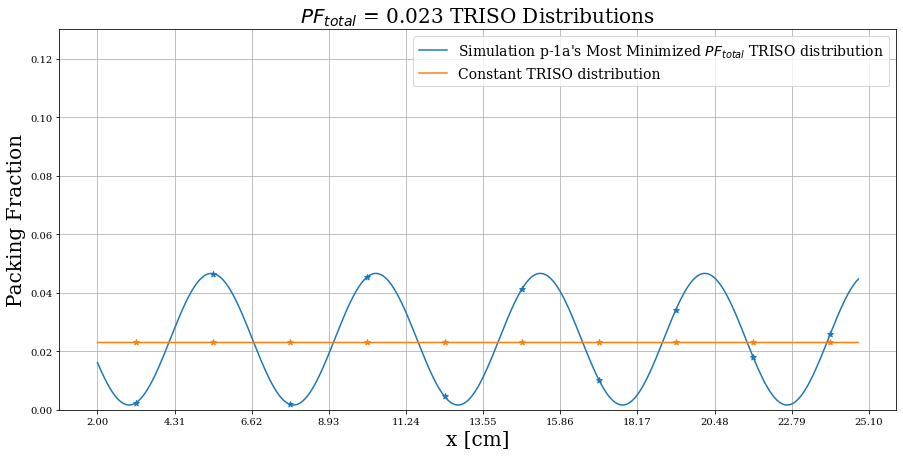 PF_total = 0.023 TRISO Distributions
Simulation p-1a's Most Minimized PF_total TRISO distribution
Constant TRISO distribution
Packing Fraction
0.12
0.10
0.08
0.06
0.04
0.02
0.00
2.00 4.31 6.62 8.93 11.24 13.55 15.86 18.17 20.48 22.79 25.10
x [cm]